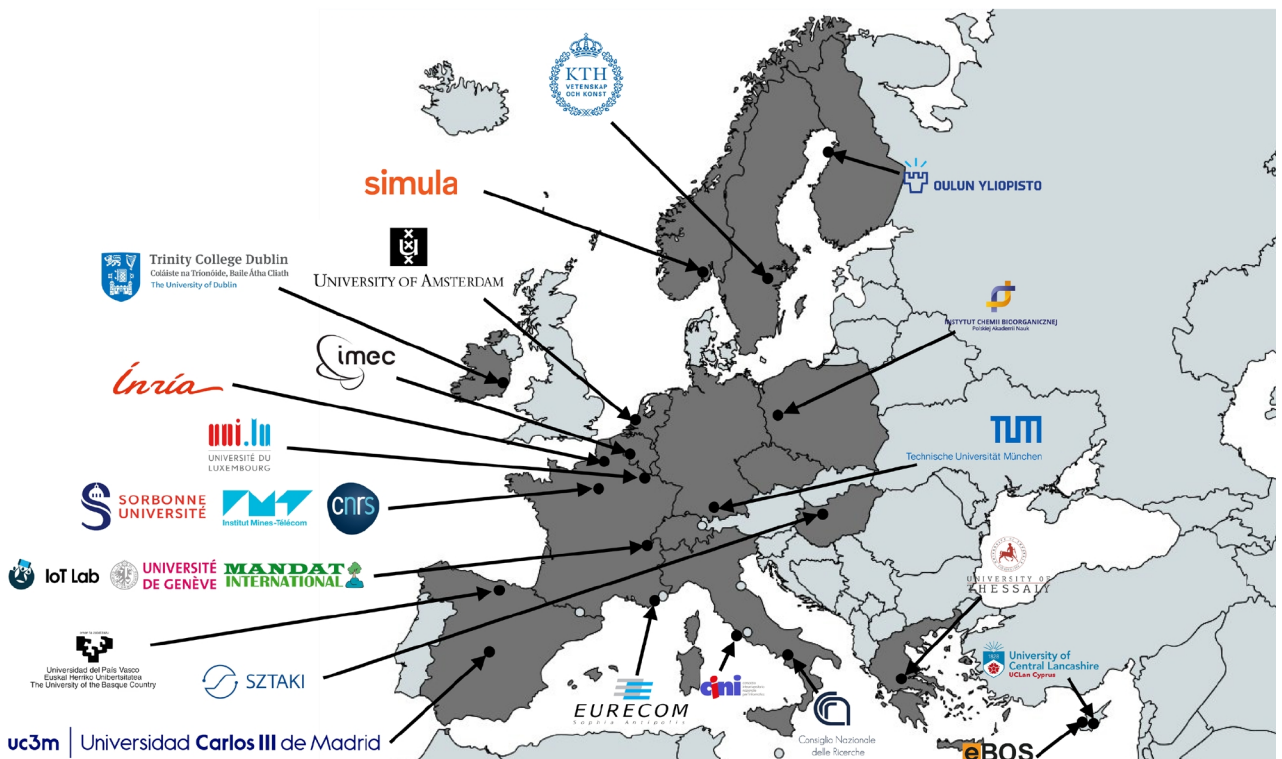 KTH
VETENSKAP
OCH KONST
OULUN YLIOPISTO
simula
Trinity College Dublin
Coláiste na Tríonóide, Baile Átha Cliath
The University of Dublin
UNIVERSITY OF AMSTERDAM
INSTYTUT CHEMII BIOORGANICZNEJ
Polskiej Akademii Nauk
imec
Inría
uni.lu
UNIVERSITÉ DU
LUXEMBOURG
TUM
Technische Universität München
SORBONNE
UNIVERSITÉ
IMT
Institut Mines-Télécom
cnrs
IoT Lab
UNIVERSITÉ
DE GENÈVE
MANDAT
INTERNATIONAL
UNIVERSITY OF
THESSALY
Universidad del País Vasco
Euskal Herriko Unibertsitatea
The University of the Basque Country
SZTAKI
University of
Central Lancashire
UCLan Cyprus
EURECOM
Sophia Antipolis
cini
Consiglio Nazionale
delle Ricerche
uc3m | Universidad Carlos III de Madrid
eBOS